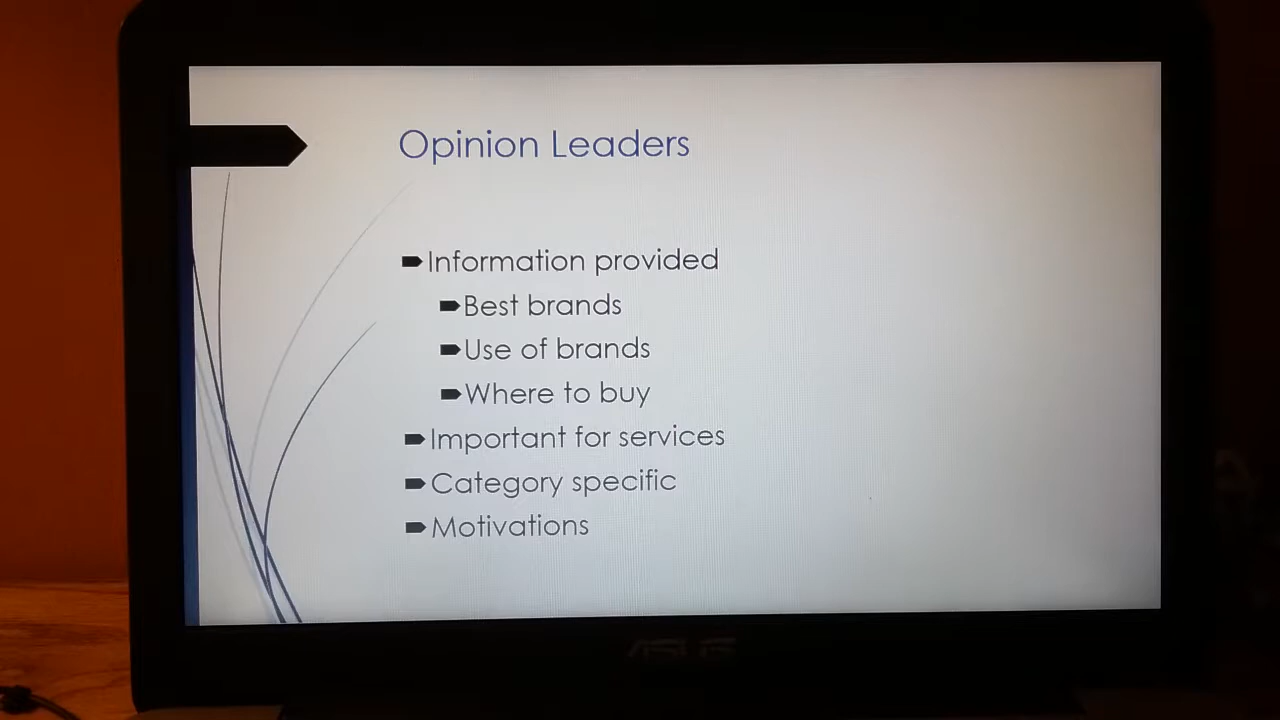 Opinion Leaders
Information provided
Best brands
Use of brands
Where to buy
Important for services
Category specific
Motivations
ASUS